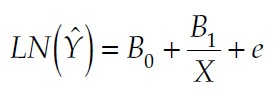 LN(Ŷ) = B₀ + B₁/X + e